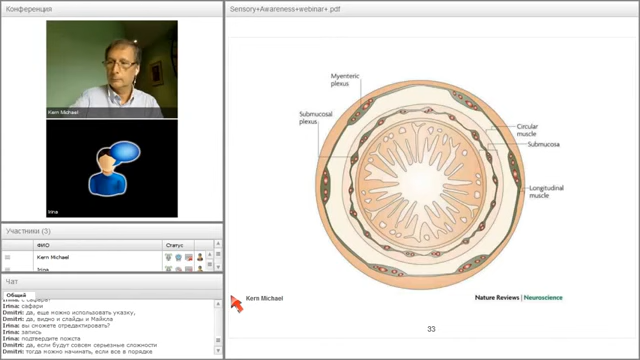 Конференция
Kern Michael
Irina
Участники (3)
ФИО
Статус
Kern Michael
Irina
Чат
Общий
Irina: сафари
Dmitri: да, еще можно использовать указку,
Dmitri: да, видно и слайды и Майкла
Irina: вы сможете отредактировать?
Irina: запись
Dmitri: подтвердите пожста
Dmitri: да, если будут совсем серьезные сложности
Dmitri: тогда можно начинать, если все в порядке
Sensory+Awareness+webinar+.pdf
Myenteric
plexus
Submucosal
plexus
Circular
muscle
Submucosa
Longitudinal
muscle
Kern Michael
Nature Reviews | Neuroscience
33